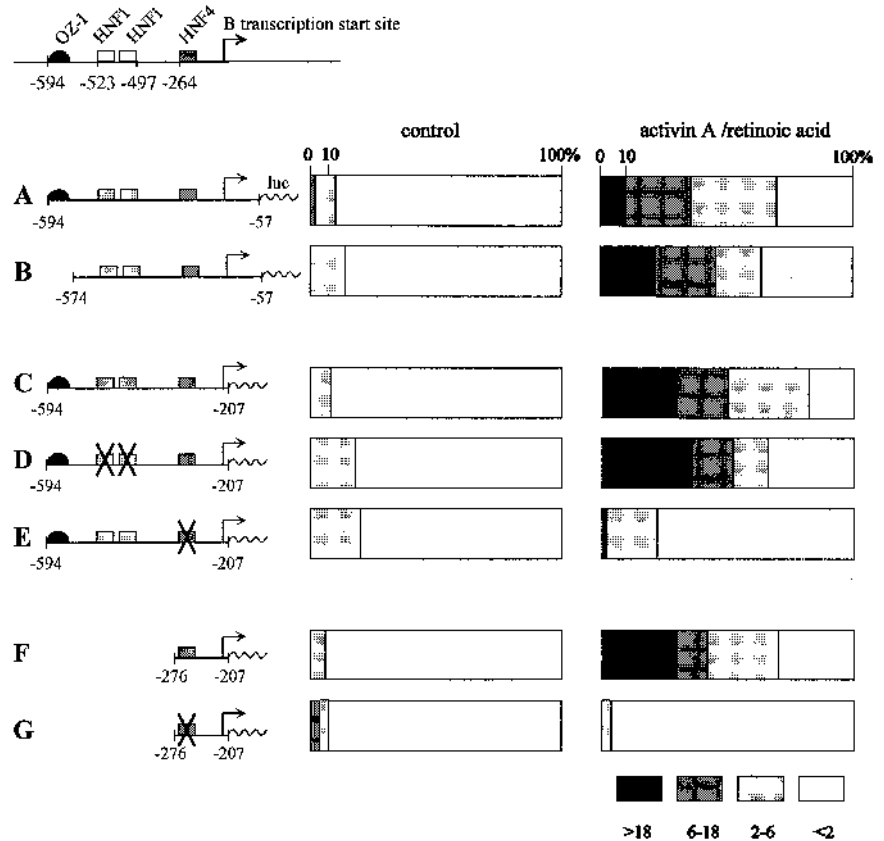 OZ-1 HNF1 HNF1 HNF4 B transcription start site
-594 -523 -497 -264
control activin A /retinoic acid
0 10 100% 0 10 100%
A luc
-594 -57
B
-574 -57
C
-594 -207
D
-594 -207
E
-594 -207
F
-276 -207
G
-276 -207
>18 6-18 2-6 <2